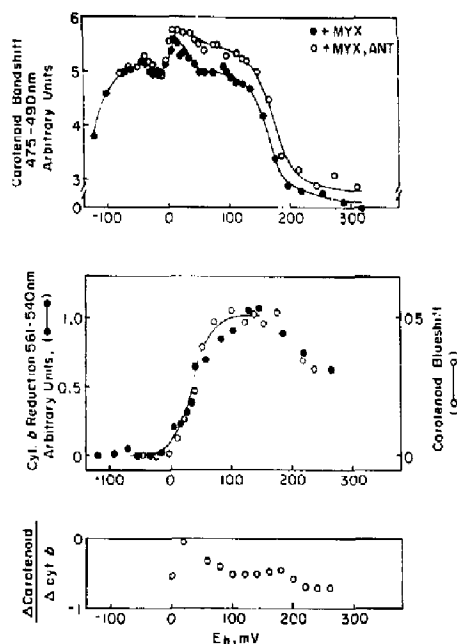 Carotenoid Bandshift
475-490nm
Arbitrary Units
6
5
4
3
0
● + MYX
○ + MYX, ANT
-100 0 100 200 300
Cyt. b Reduction 561-540nm
Arbitrary Units, (●—●)
1.0
0.5
0
0.5
0
Carotenoid Blueshift
(○—○)
-100 0 100 200 300
ΔCarotenoid
Δ cyt b
0
-1
-100 0 100 200 300
Eh, mV